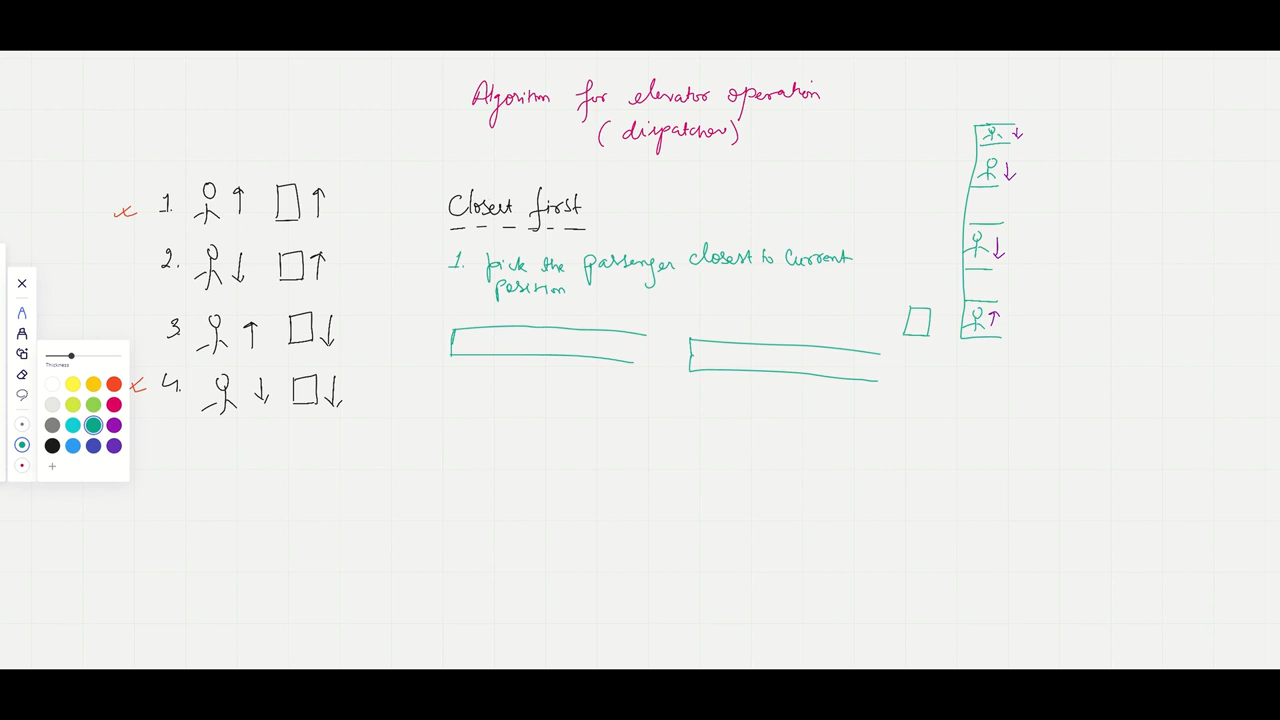 Algorithm for elevator operation
(dispatcher)
1.
2.
3.
4.
Closest first
1. pick the passenger closest to current
position
Thickness